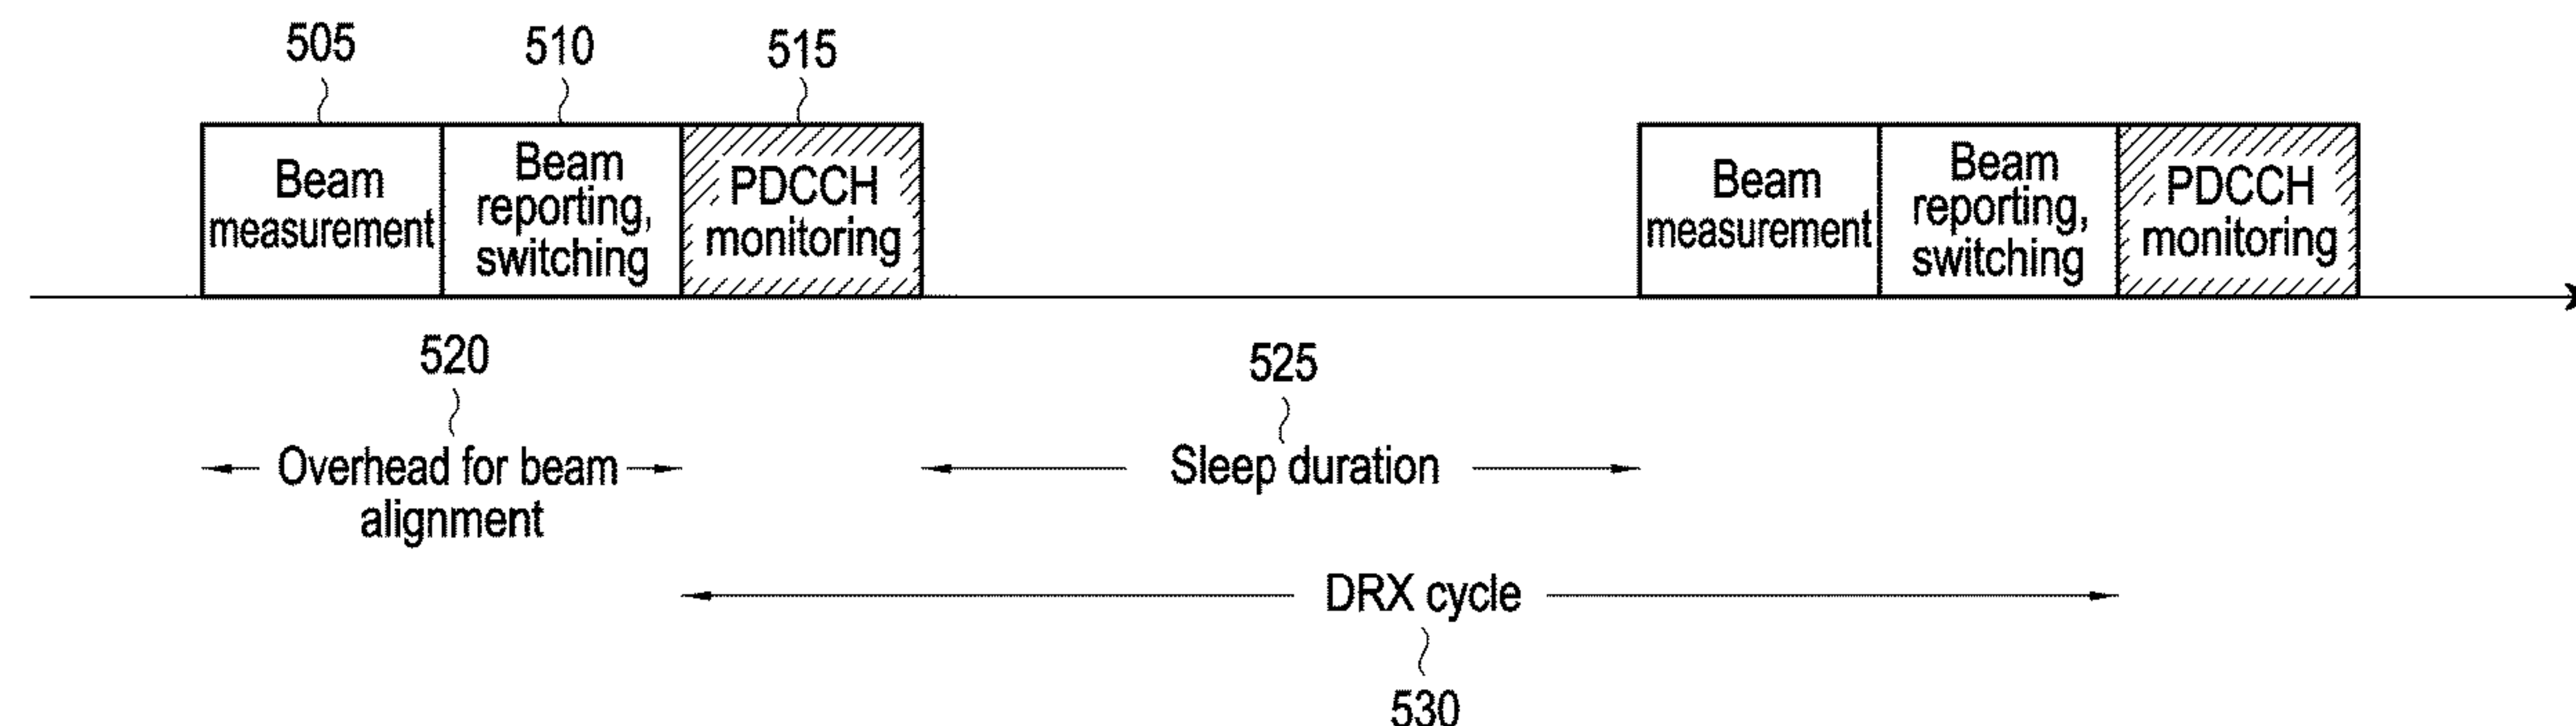 505
510
515
Beam
measurement
Beam
reporting,
switching
PDCCH
monitoring
Beam
measurement
Beam
reporting,
switching
PDCCH
monitoring
520
Overhead for beam
alignment
525
Sleep duration
DRX cycle
530